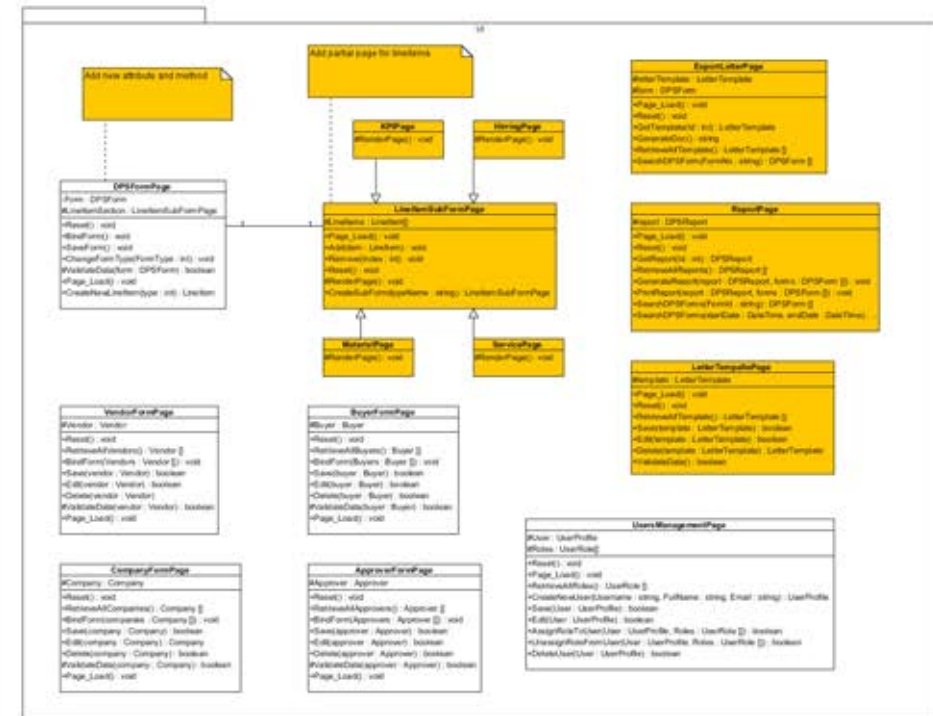 UI
Add new attribute and method
Add partial page for lineitems
DPSFormPage
-Form : DPSForm
#LineItemSection : LineItemSubFormPage
+Reset() : void
+BindForm() : void
+SaveForm() : void
+ChangeFormType(FormType : int) : void
#ValidateData(form : DPSForm) : boolean
+Page_Load() : void
+CreateNewLineItem(type : int) : LineItem
1
1
KPIPage
#RenderPage() : void
HiringPage
#RenderPage() : void
LineItemSubFormPage
#LineItems : LineItem[]
+Page_Load() : void
+Add(item : LineItem) : void
+Remove(index : int) : void
+Reset() : void
#RenderPage() : void
+CreateSubForm(typeName : string) : LineItemSubFormPage
MaterialPage
#RenderPage() : void
ServicePage
#RenderPage() : void
ExportLetterPage
#letterTemplate : LetterTemplate
#form : DPSForm
+Page_Load() : void
+Reset() : void
+GetTemplate(id : int) : LetterTemplate
+GenerateDoc() : string
+RetrieveAllTemplate() : LetterTemplate []
+SearchDPSForm(FormNo : string) : DPSForm []
ReportPage
#report : DPSReport
+Page_Load() : void
+Reset() : void
+GetReport(id : int) : DPSReport
+RetrieveAllReports() : DPSReport []
+GenerateReport(report : DPSReport, forms : DPSForm []) : void
+PrintReport(report : DPSReport, forms : DPSForm []) : void
+SearchDPSForms(FormId : string) : DPSForm []
+SearchDPSForms(startDate : DateTime, endDate : DateTime)
LetterTempaltePage
#template : LetterTemplate
+Page_Load() : void
+Reset() : void
+RetrieveAllTemplate() : LetterTemplate []
+Save(template : LetterTemplate) : boolean
+Edit(template : LetterTemplate) : boolean
+Delete(template : LetterTemplate) : LetterTemplate
+ValidateData() : boolean
VendorFormPage
#Vendor : Vendor
+Reset() : void
+RetrieveAllVendors() : Vendor []
+BindForm(Vendors : Vendor []) : void
+Save(vendor : Vendor) : boolean
+Edit(vendor : Vendor) : boolean
+Delete(vendor : Vendor)
#ValidateData(vendor : Vendor) : boolean
+Page_Load() : void
BuyerFormPage
#Buyer : Buyer
+Reset() : void
+RetrieveAllBuyers() : Buyer []
+BindForm(Buyers : Buyer []) : void
+Save(buyer : Buyer) : boolean
+Edit(buyer : Buyer) : boolean
+Delete(buyer : Buyer) : boolean
#ValidateData(buyer : Buyer) : boolean
+Page_Load() : void
CompanyFormPage
#Company : Company
+Reset() : void
+RetrieveAllCompanies() : Company []
+BindForm(companies : Company []) : void
+Save(company : Company) : boolean
+Edit(company : Company) : Company
+Delete(company : Company) : boolean
#ValidateData(company : Company) : boolean
+Page_Load() : void
ApproverFormPage
#Approver : Approver
+Reset() : void
+RetrieveAllApprovers() : Approver []
+BindForm(Approvers : Approver []) : void
+Save(approver : Approver) : boolean
+Edit(approver : Approver) : boolean
+Delete(approver : Approver) : boolean
#ValidateData(approver : Approver) : boolean
+Page_Load() : void
UsersManagementPage
#User : UserProfile
#Roles : UserRole[]
+Reset() : void
+Page_Load() : void
+RetrieveAllRoles() : UserRole []
+CreateNewUser(Username : string, FullName : string, Email : string) : UserProfile
+Save(User : UserProfile) : boolean
+Edit(User : UserProfile) : boolean
+AssignRoleToUser(User : UserProfile, Roles : UserRole []) : boolean
+UnassignRoleFromUser(User : UserProfile, Roles : UserRole []) : boolean
+DeleteUser(User : UserProfile) : boolean